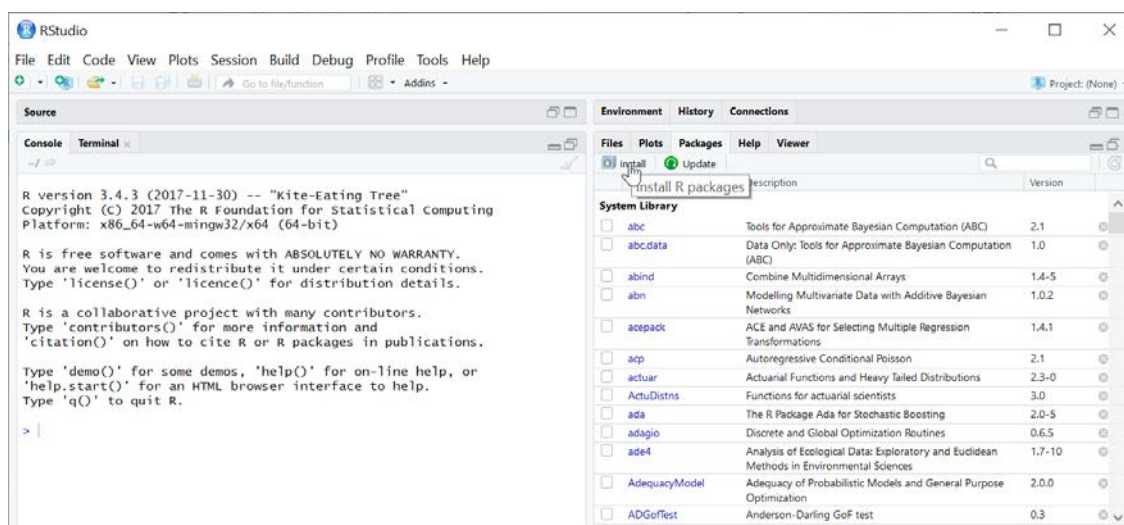 RStudio
File Edit Code View Plots Session Build Debug Profile Tools Help
Go to file/function Addins Project: (None)
Source
Environment History Connections
Console Terminal
~/
R version 3.4.3 (2017-11-30) -- "Kite-Eating Tree"
Copyright (C) 2017 The R Foundation for Statistical Computing
Platform: x86_64-w64-mingw32/x64 (64-bit)
R is free software and comes with ABSOLUTELY NO WARRANTY.
You are welcome to redistribute it under certain conditions.
Type 'license()' or 'licence()' for distribution details.
R is a collaborative project with many contributors.
Type 'contributors()' for more information and
'citation()' on how to cite R or R packages in publications.
Type 'demo()' for some demos, 'help()' for on-line help, or
'help.start()' for an HTML browser interface to help.
Type 'q()' to quit R.
>
Files Plots Packages Help Viewer
Install Update
Install R packages
Description Version
System Library
abc Tools for Approximate Bayesian Computation (ABC) 2.1
abc.data Data Only: Tools for Approximate Bayesian Computation 1.0
(ABC)
abind Combine Multidimensional Arrays 1.4-5
abn Modelling Multivariate Data with Additive Bayesian 1.0.2
Networks
acepack ACE and AVAS for Selecting Multiple Regression 1.4.1
Transformations
acp Autoregressive Conditional Poisson 2.1
actuar Actuarial Functions and Heavy Tailed Distributions 2.3-0
ActuDistns Functions for actuarial scientists 3.0
ada The R Package Ada for Stochastic Boosting 2.0-5
adagio Discrete and Global Optimization Routines 0.6.5
ade4 Analysis of Ecological Data: Exploratory and Euclidean 1.7-10
Methods in Environmental Sciences
AdequacyModel Adequacy of Probabilistic Models and General Purpose 2.0.0
Optimization
ADGofTest Anderson-Darling GoF test 0.3